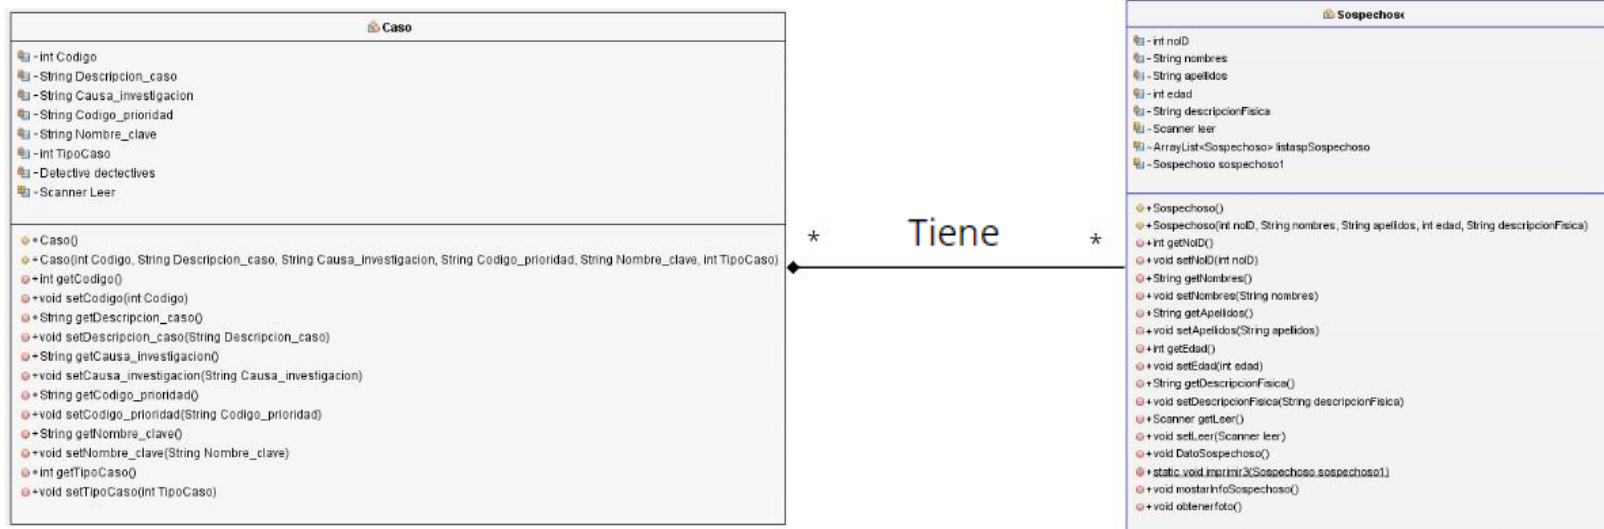 Caso
-int Codigo
-String Descripcion_caso
-String Causa_investigacion
-String Codigo_prioridad
-String Nombre_clave
-int TipoCaso
-Detective dectectives
~Scanner Leer
+Caso()
+Caso(int Codigo, String Descripcion_caso, String Causa_investigacion, String Codigo_prioridad, String Nombre_clave, int TipoCaso)
+int getCodigo()
+void setCodigo(int Codigo)
+String getDescripcion_caso()
+void setDescripcion_caso(String Descripcion_caso)
+String getCausa_investigacion()
+void setCausa_investigacion(String Causa_investigacion)
+String getCodigo_prioridad()
+void setCodigo_prioridad(String Codigo_prioridad)
+String getNombre_clave()
+void setNombre_clave(String Nombre_clave)
+int getTipoCaso()
+void setTipoCaso(int TipoCaso)
* Tiene *
Sospechosc
-int noID
-String nombres
-String apellidos
-int edad
-String descripcionFisica
~Scanner leer
~ArrayList<Sospechoso> listaspSospechoso
~Sospechoso sospechoso1
+Sospechoso()
+Sospechoso(int noID, String nombres, String apellidos, int edad, String descripcionFisica)
+int getNoID()
+void setNoID(int noID)
+String getNombres()
+void setNombres(String nombres)
+String getApellidos()
+void setApellidos(String apellidos)
+int getEdad()
+void setEdad(int edad)
+String getDescripcionFisica()
+void setDescripcionFisica(String descripcionFisica)
+Scanner getLeer()
+void setLeer(Scanner leer)
+void DatoSospechoso()
+static void imprimir3(Sospechoso sospechoso1)
+void mostarInfoSospechoso()
+void obtenerfoto()